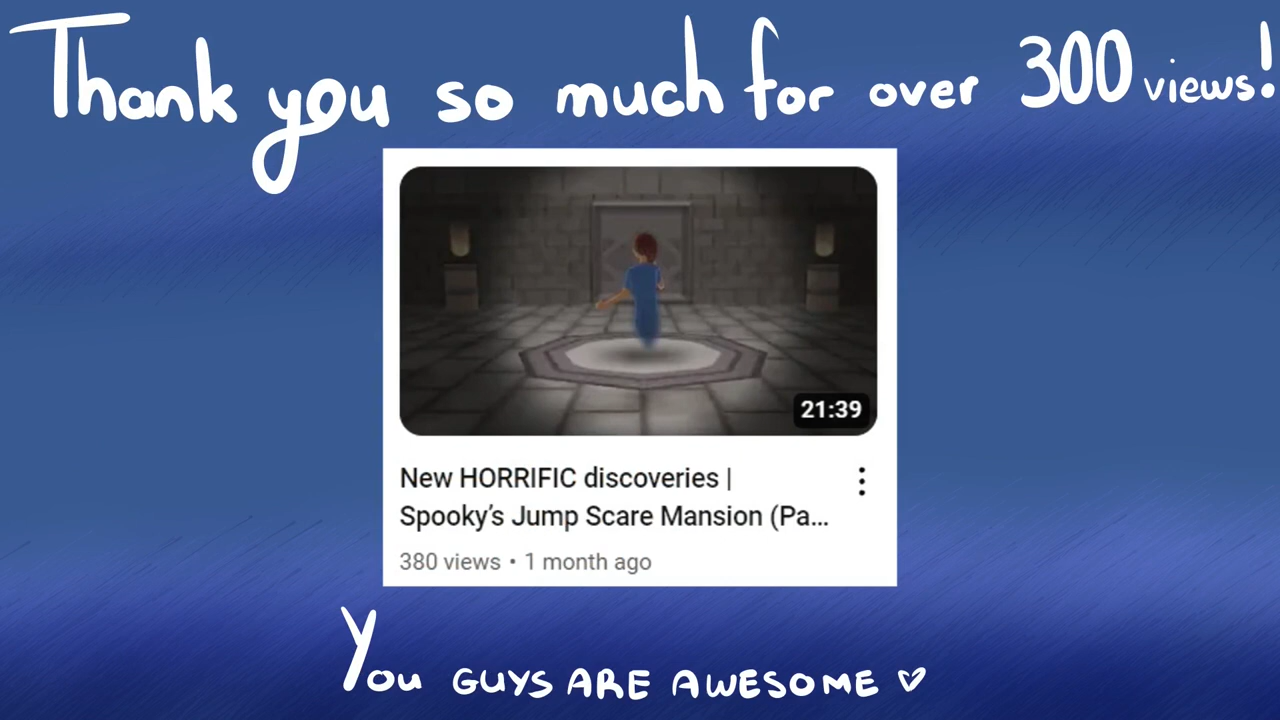 Thank you so much for over 300 views!
21:39
New HORRIFIC discoveries |
Spooky's Jump Scare Mansion (Pa...
380 views • 1 month ago
You GUYS ARE AWESOME ♡